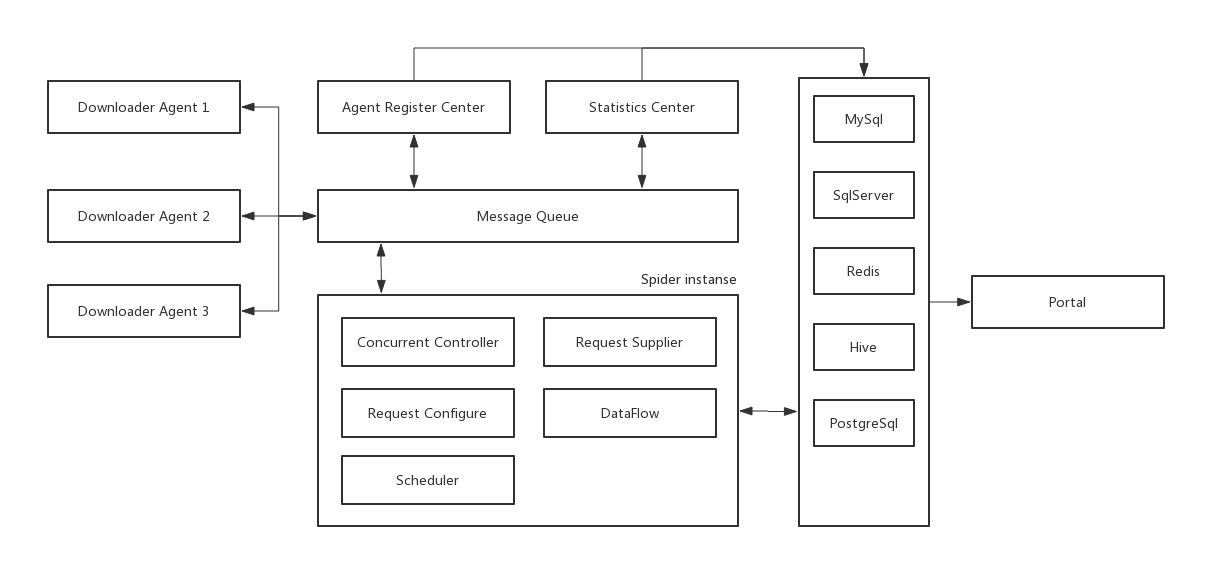 Downloader Agent 1
Agent Register Center
Statistics Center
MySql
SqlServer
Downloader Agent 2
Message Queue
Redis
Spider instanse
Downloader Agent 3
Portal
Concurrent Controller
Request Supplier
Hive
Request Configure
DataFlow
PostgreSql
Scheduler